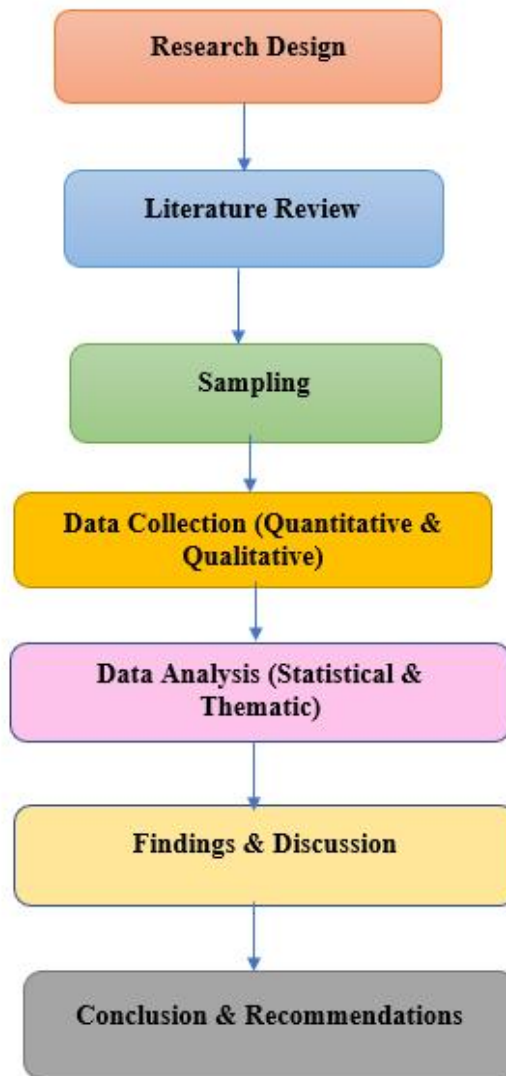 Research Design
Literature Review
Sampling
Data Collection (Quantitative &
Qualitative)
Data Analysis (Statistical &
Thematic)
Findings & Discussion
Conclusion & Recommendations